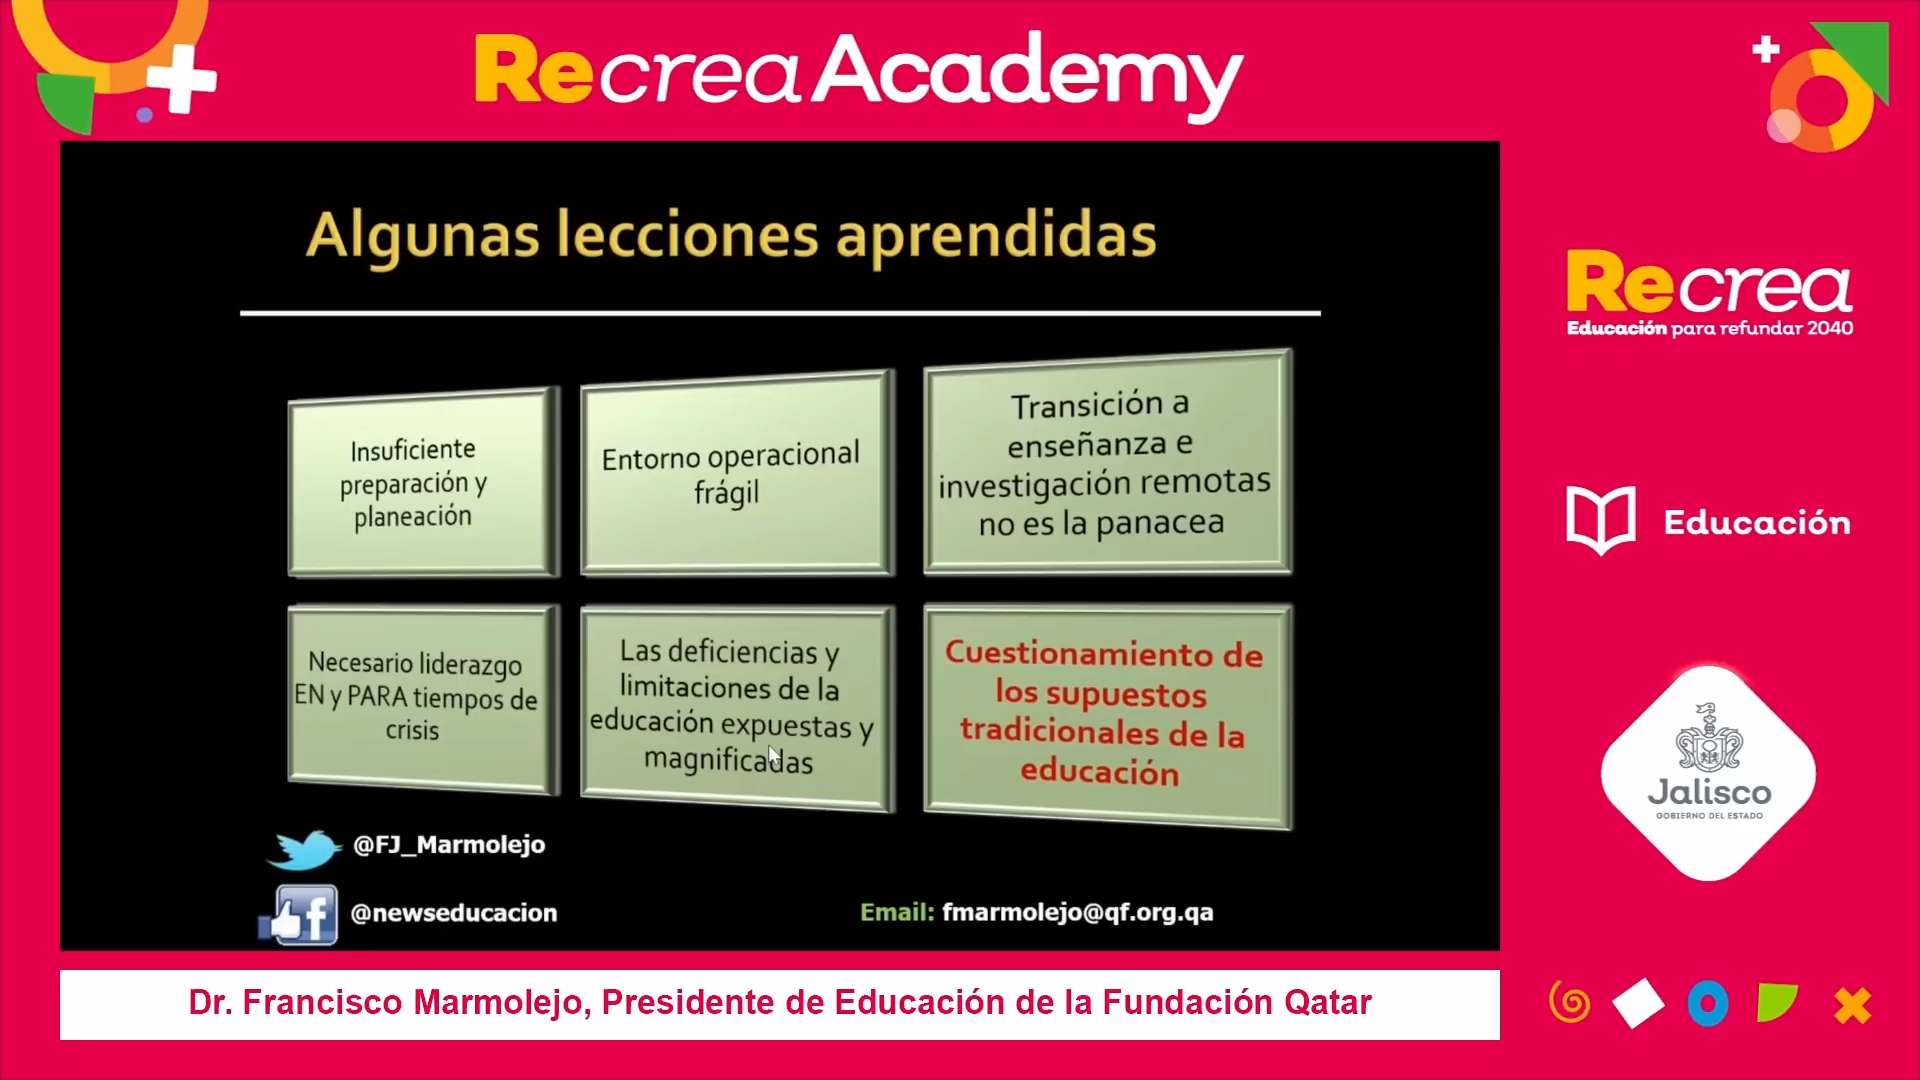 Recrea Academy
Algunas lecciones aprendidas
Insuficiente
preparación y
planeación
Entorno operacional
frágil
Transición a
enseñanza e
investigación remotas
no es la panacea
Necesario liderazgo
EN y PARA tiempos de
crisis
Las deficiencias y
limitaciones de la
educación expuestas y
magnificadas
Cuestionamiento de
los supuestos
tradicionales de la
educación
@FJ_Marmolejo
@newseducacion
Email: fmarmolejo@qf.org.qa
Dr. Francisco Marmolejo, Presidente de Educación de la Fundación Qatar
Recrea
Educación para refundar 2040
Educación
Jalisco
GOBIERNO DEL ESTADO